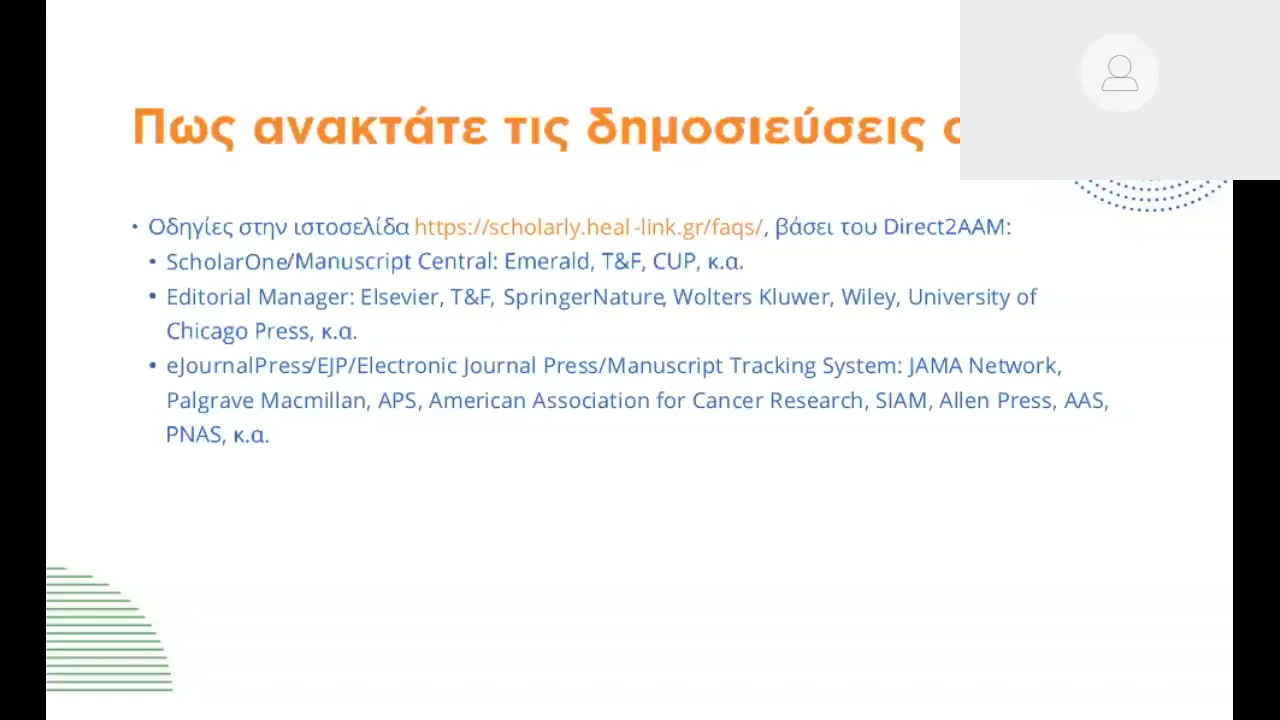 Πως ανακτάτε τις δημοσιεύσεις
• Οδηγίες στην ιστοσελίδα https://scholarly.heal-link.gr/faqs/, βάσει του Direct2AAM:
• ScholarOne/Manuscript Central: Emerald, T&F, CUP, κ.α.
• Editorial Manager: Elsevier, T&F, SpringerNature, Wolters Kluwer, Wiley, University of
Chicago Press, κ.α.
• eJournalPress/EJP/Electronic Journal Press/Manuscript Tracking System: JAMA Network,
Palgrave Macmillan, APS, American Association for Cancer Research, SIAM, Allen Press, AAS,
PNAS, κ.α.